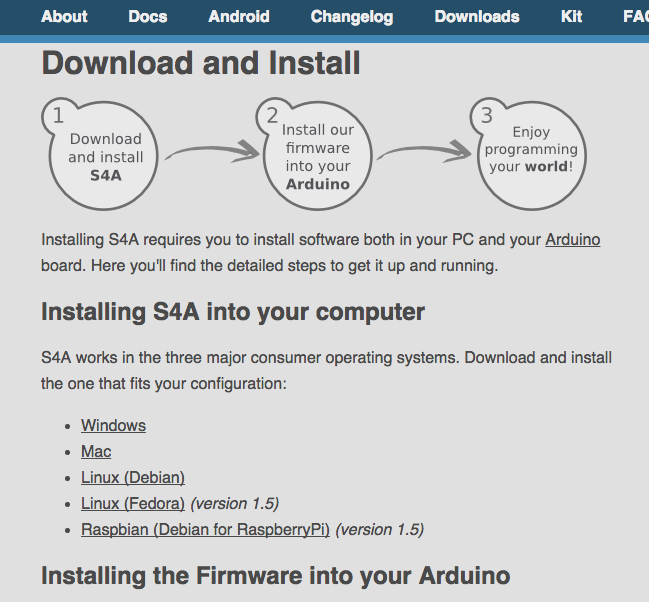 About Docs Android Changelog Downloads Kit FAQ
Download and Install
1
Download
and install
S4A
2
Install our
firmware
into your
Arduino
3
Enjoy
programming
your world!
Installing S4A requires you to install software both in your PC and your Arduino
board. Here you'll find the detailed steps to get it up and running.
Installing S4A into your computer
S4A works in the three major consumer operating systems. Download and install
the one that fits your configuration:
• Windows
• Mac
• Linux (Debian)
• Linux (Fedora) (version 1.5)
• Raspbian (Debian for RaspberryPi) (version 1.5)
Installing the Firmware into your Arduino